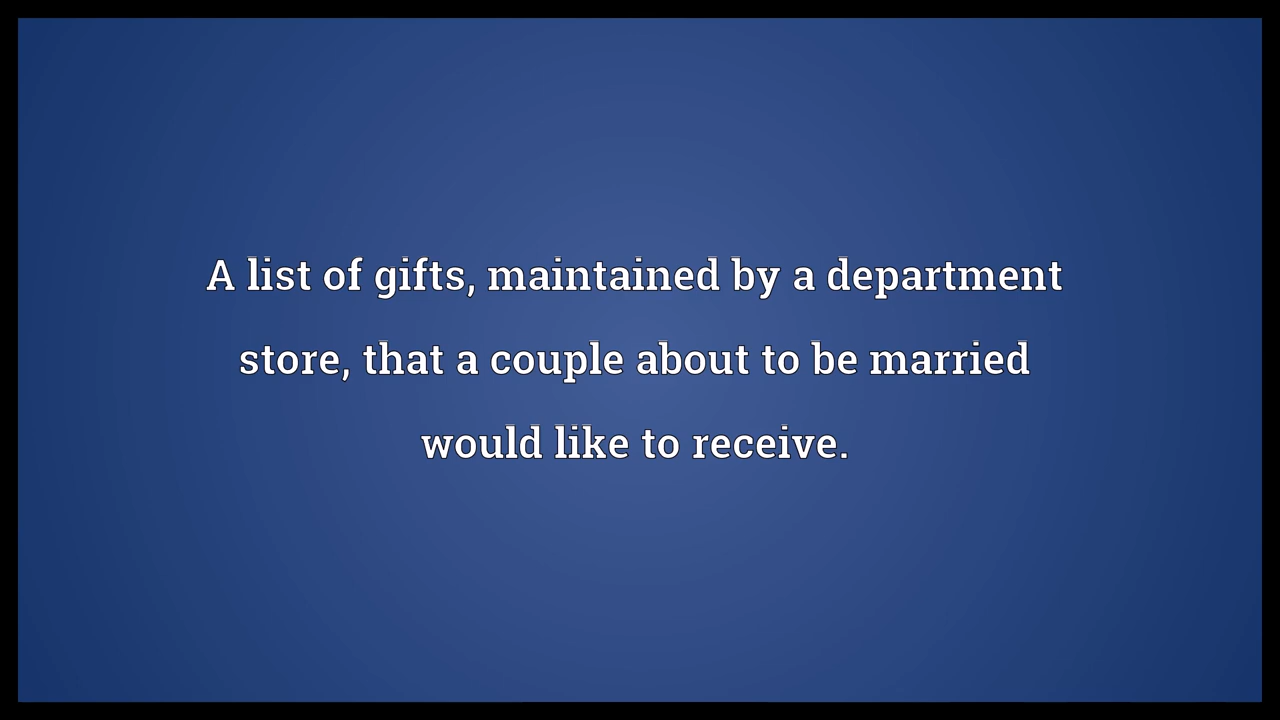 A list of gifts, maintained by a department
store, that a couple about to be married
would like to receive.